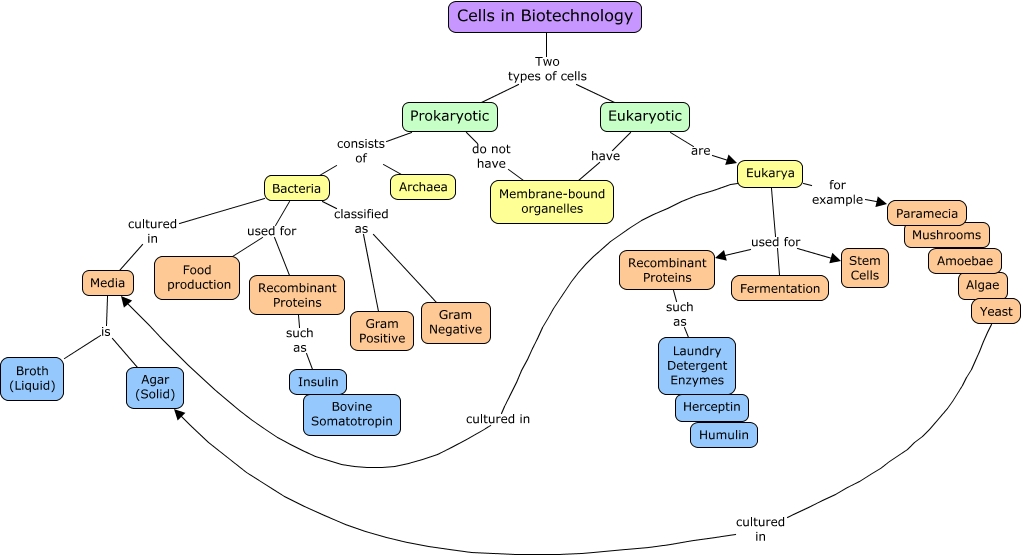 Cells in Biotechnology
Two
types of cells
Prokaryotic
Eukaryotic
consists
of
do not
have
have
are
Bacteria
Archaea
Membrane-bound
organelles
Eukarya
for
example
cultured
in
used for
classified
as
Paramecia
Mushrooms
Amoebae
Algae
Yeast
used for
Media
Food
production
Recombinant
Proteins
Gram
Positive
Gram
Negative
Recombinant
Proteins
Fermentation
Stem
Cells
is
such
as
such
as
Broth
(Liquid)
Agar
(Solid)
Insulin
Bovine
Somatotropin
Laundry
Detergent
Enzymes
Herceptin
Humulin
cultured in
cultured
in